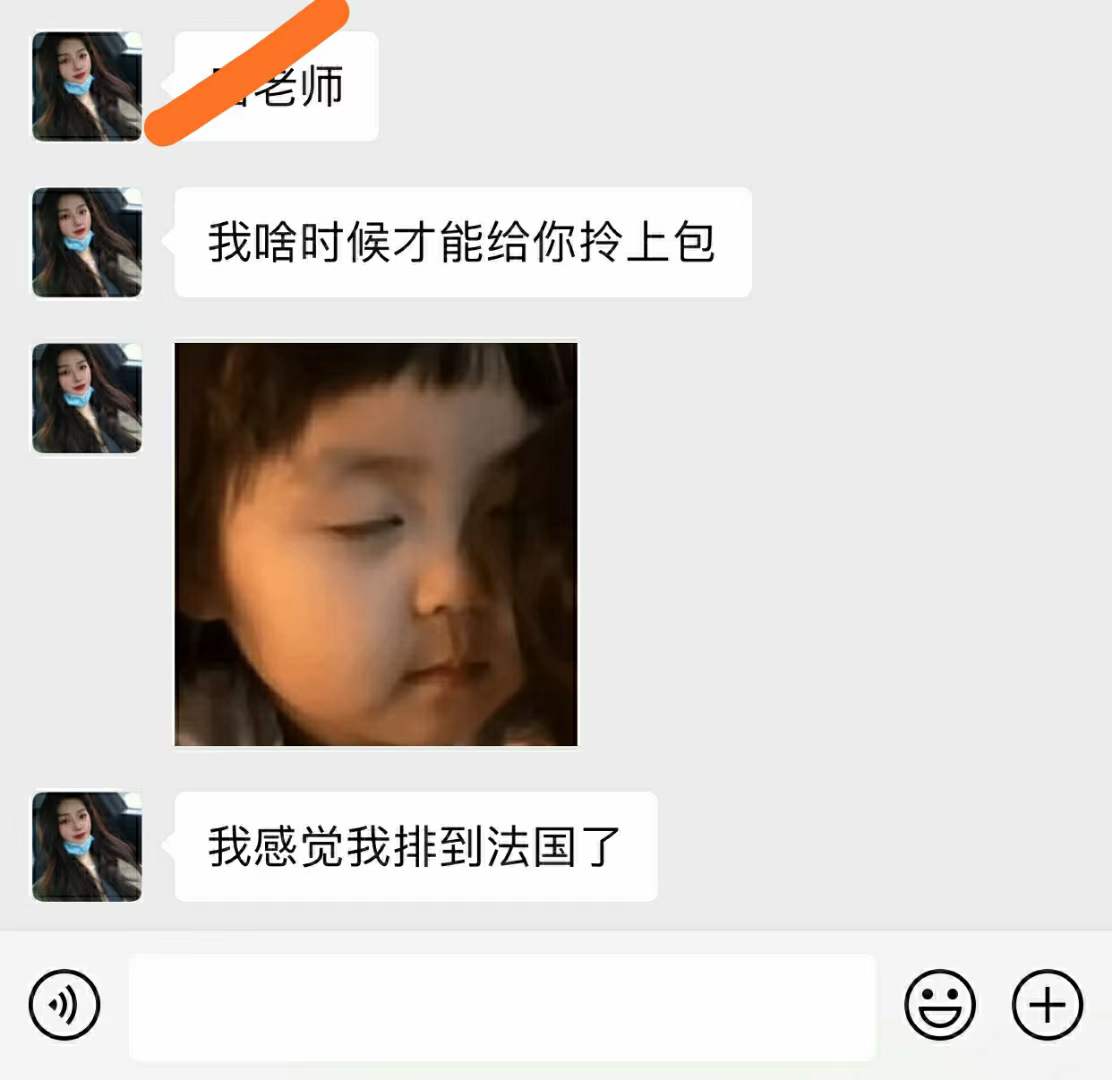 老师
我啥时候才能给你拎上包
我感觉我排到法国了